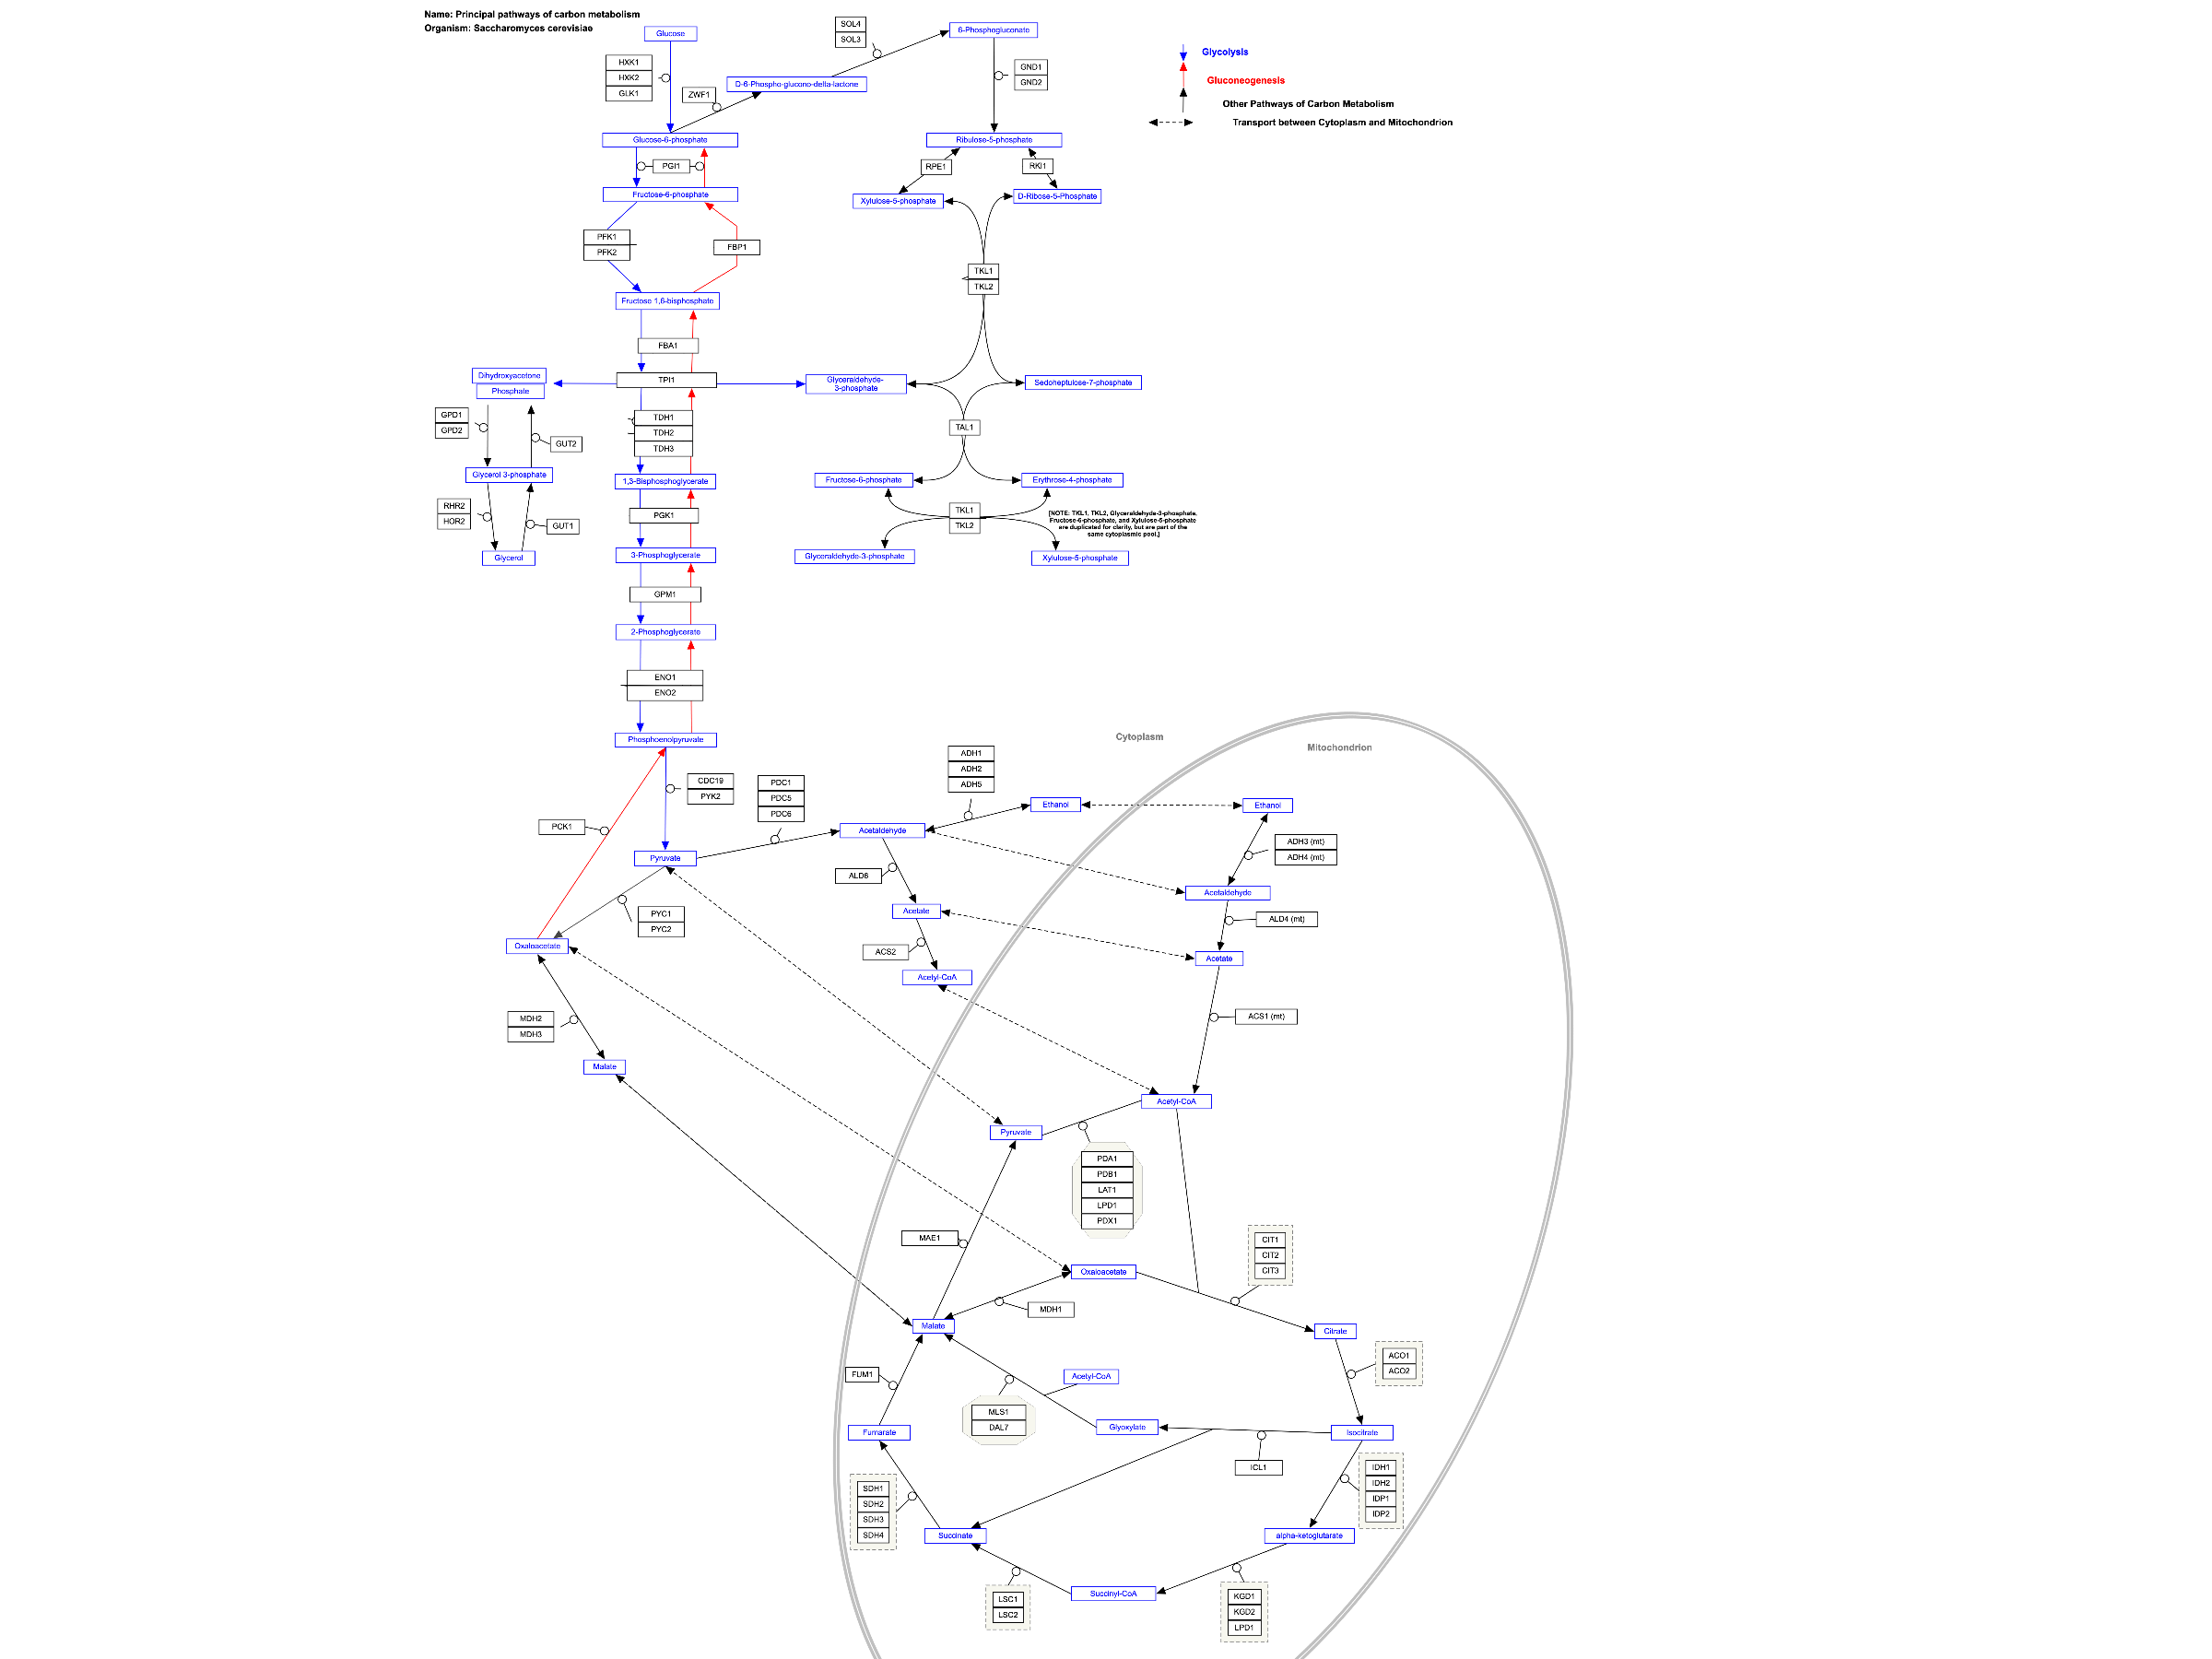 Name: Principal pathways of carbon metabolism
Organism: Saccharomyces cerevisiae
Glucose
HXK1
HXK2
GLK1
ZWF1
D-6-Phospho-glucono-delta-lactone
SOL4
SOL3
6-Phosphogluconate
GND1
GND2
Glycolysis
Gluconeogenesis
Other Pathways of Carbon Metabolism
Transport between Cytoplasm and Mitochondrion
Glucose-6-phosphate
PGI1
Fructose-6-phosphate
PFK1
PFK2
FBP1
Fructose 1,6-bisphosphate
Ribulose-5-phosphate
RPE1
RKI1
Xylulose-5-phosphate
D-Ribose-5-Phosphate
TKL1
TKL2
FBA1
TPI1
Dihydroxyacetone
Phosphate
Glyceraldehyde-
3-phosphate
Sedoheptulose-7-phosphate
GPD1
GPD2
GUT2
TDH1
TDH2
TDH3
TAL1
Glycerol 3-phosphate
1,3-Bisphosphoglycerate
Fructose-6-phosphate
Erythrose-4-phosphate
RHR2
HOR2
GUT1
PGK1
TKL1
TKL2
[NOTE: TKL1, TKL2, Glyceraldehyde-3-phosphate,
Fructose-6-phosphate, and Xylulose-5-phosphate
are duplicated for clarity, but are part of the
same cytoplasmic pool.]
Glycerol
3-Phosphoglycerate
Glyceraldehyde-3-phosphate
Xylulose-5-phosphate
GPM1
2-Phosphoglycerate
ENO1
ENO2
Phosphoenolpyruvate
Cytoplasm
Mitochondrion
CDC19
PYK2
PDC1
PDC5
PDC6
ADH1
ADH2
ADH5
Ethanol
Ethanol
PCK1
Acetaldehyde
ADH3 (mt)
ADH4 (mt)
Pyruvate
ALD6
Acetaldehyde
PYC1
PYC2
Acetate
ALD4 (mt)
Oxaloacetate
ACS2
Acetate
Acetyl-CoA
MDH2
MDH3
ACS1 (mt)
Malate
Acetyl-CoA
Pyruvate
PDA1
PDB1
LAT1
LPD1
PDX1
MAE1
CIT1
CIT2
CIT3
Oxaloacetate
MDH1
Malate
Citrate
ACO1
ACO2
FUM1
Acetyl-CoA
MLS1
DAL7
Glyoxylate
Fumarate
Isocitrate
ICL1
IDH1
IDH2
IDP1
IDP2
SDH1
SDH2
SDH3
SDH4
Succinate
alpha-ketoglutarate
Succinyl-CoA
LSC1
LSC2
KGD1
KGD2
LPD1